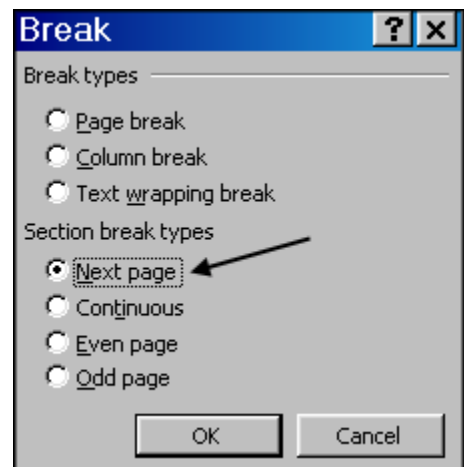 Break
Break types
Page break
Column break
Text wrapping break
Section break types
Next page
Continuous
Even page
Odd page
OK Cancel